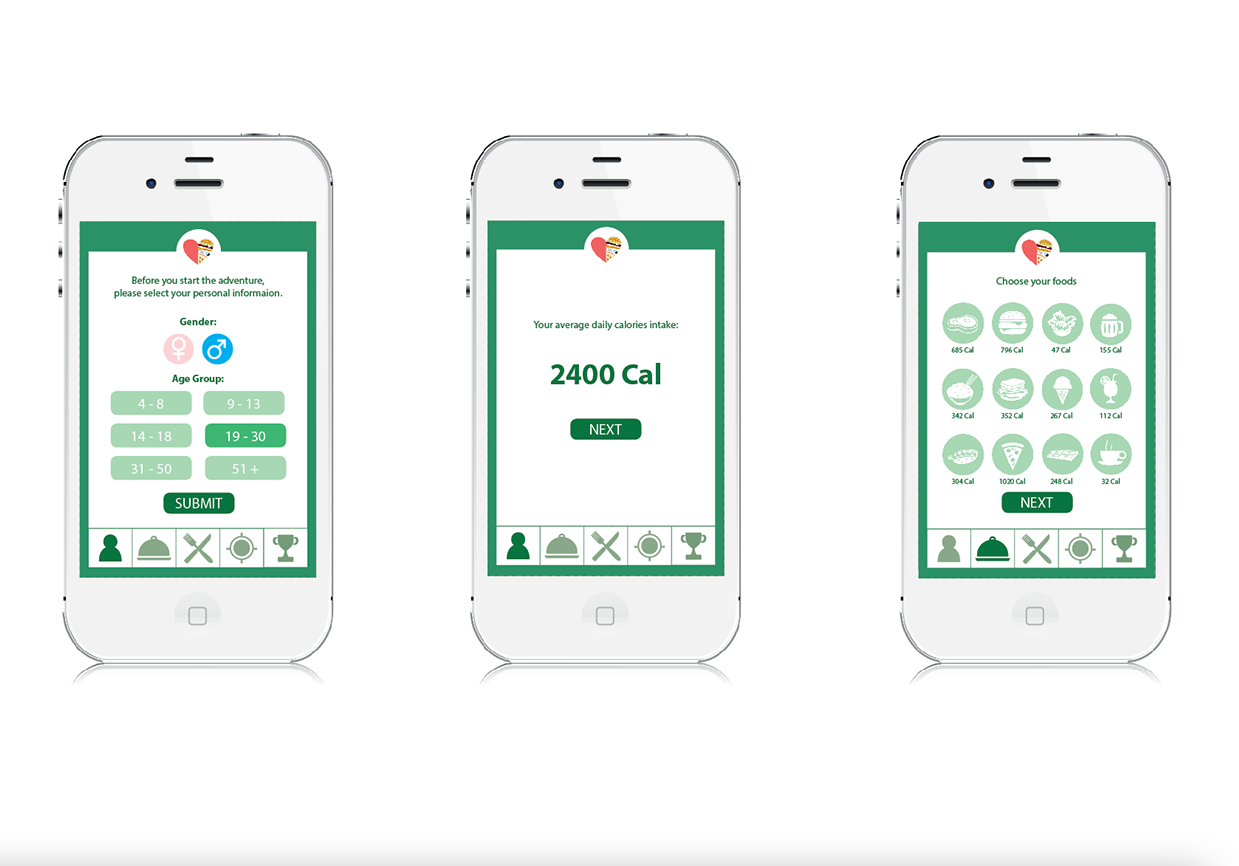 Before you start the adventure,
please select your personal informaion.
Gender:
Age Group:
4 - 8 9 - 13
14 - 18 19 - 30
31 - 50 51 +
SUBMIT
Your average daily calories intake:
2400 Cal
NEXT
Choose your foods
685 Cal 796 Cal 47 Cal 155 Cal
342 Cal 352 Cal 267 Cal 112 Cal
304 Cal 1020 Cal 248 Cal 32 Cal
NEXT